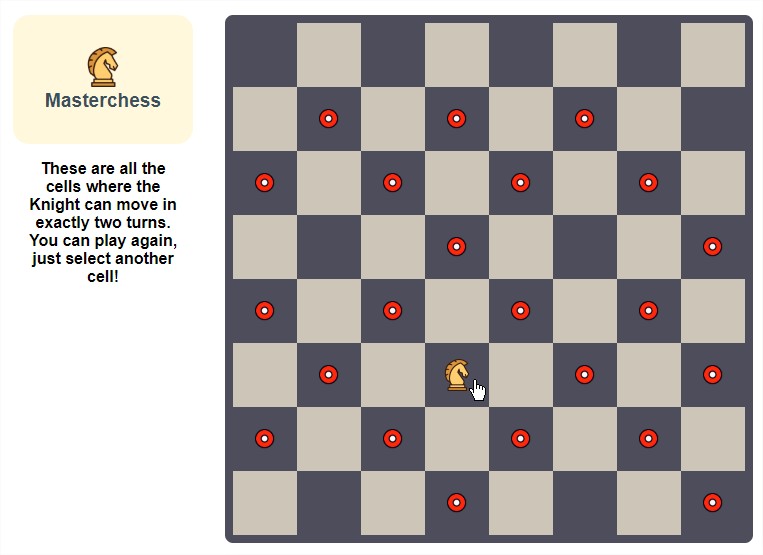 Masterchess
These are all the
cells where the
Knight can move in
exactly two turns.
You can play again,
just select another
cell!